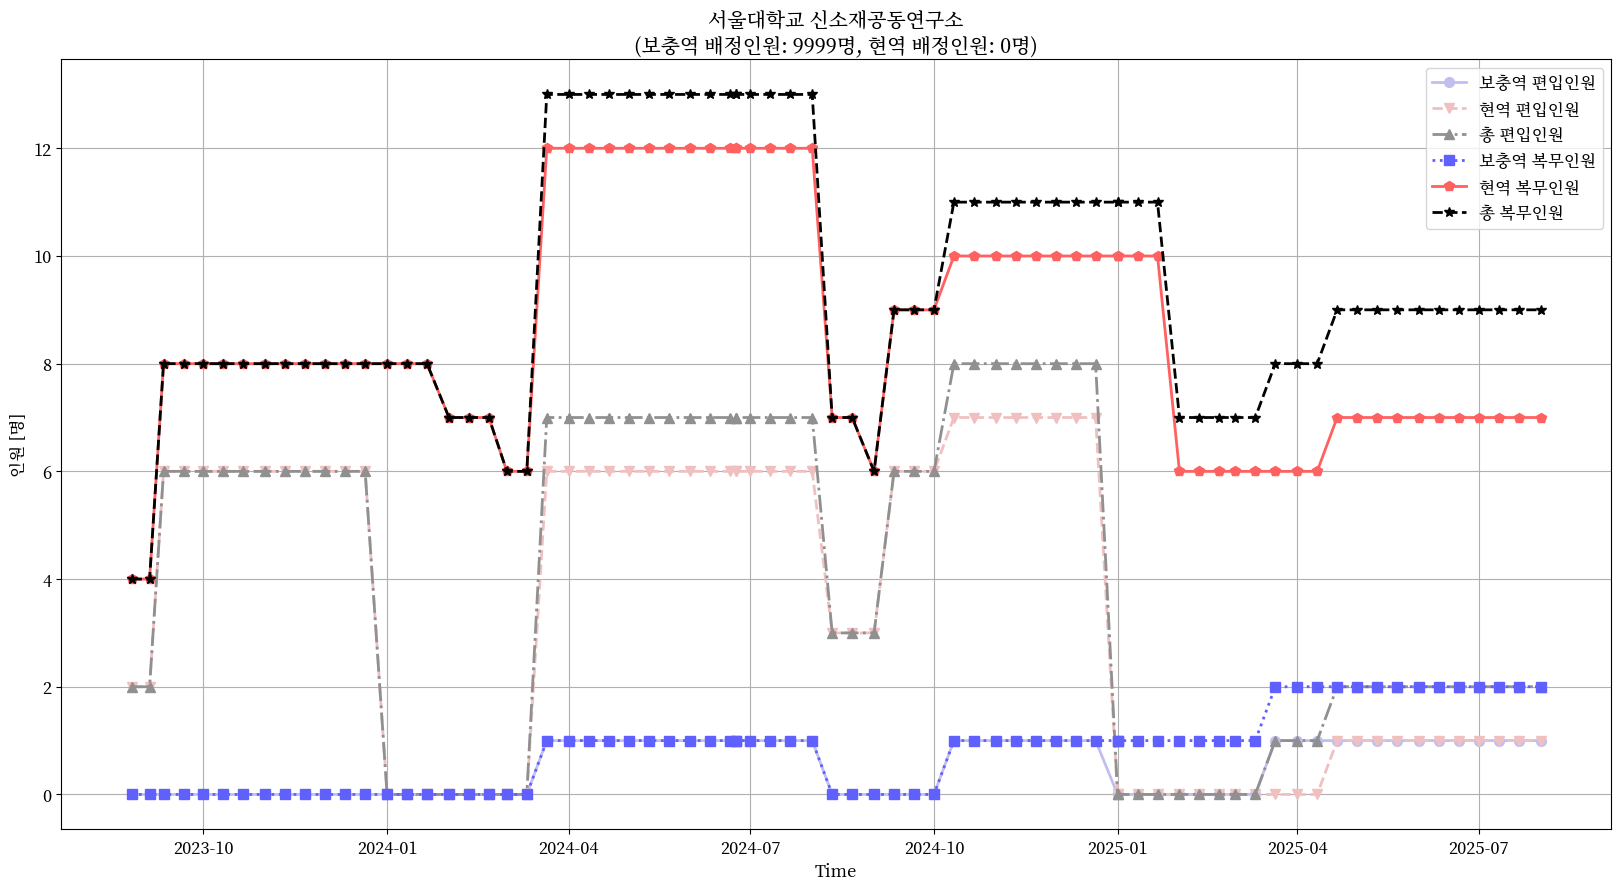 서울대학교 신소재공동연구소
(보충역 배정인원: 9999명, 현역 배정인원: 0명)
보충역 편입인원
현역 편입인원
총 편입인원
보충역 복무인원
현역 복무인원
총 복무인원
인원 [명]
12
10
8
6
4
2
0
2023-10
2024-01
2024-04
2024-07
2024-10
2025-01
2025-04
2025-07
Time